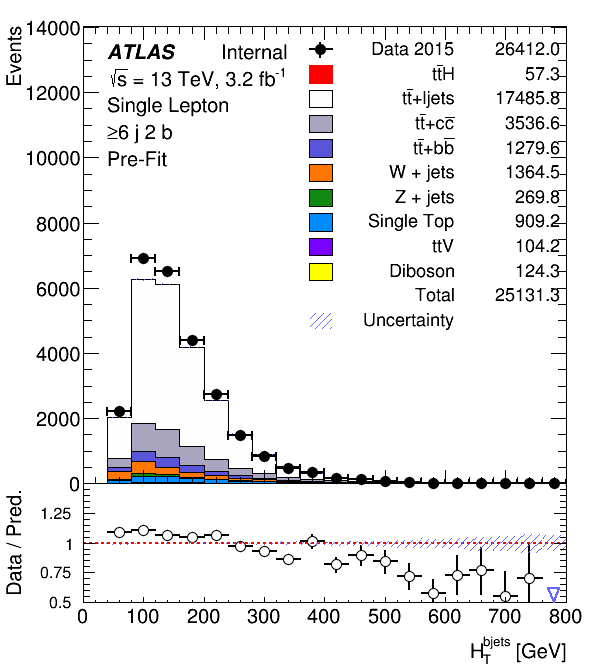 Events
14000
12000
10000
8000
6000
4000
2000
0
ATLAS Internal
√s = 13 TeV, 3.2 fb⁻¹
Single Lepton
≥6 j 2 b
Pre-Fit
Data 2015 26412.0
tt̄H 57.3
tt̄+ljets 17485.8
tt̄+cc̄ 3536.6
tt̄+bb̄ 1279.6
W + jets 1364.5
Z + jets 269.8
Single Top 909.2
ttV 104.2
Diboson 124.3
Total 25131.3
Uncertainty
Data / Pred.
1.25
1
0.75
0.5
0 100 200 300 400 500 600 700 800
H_T^bjets [GeV]